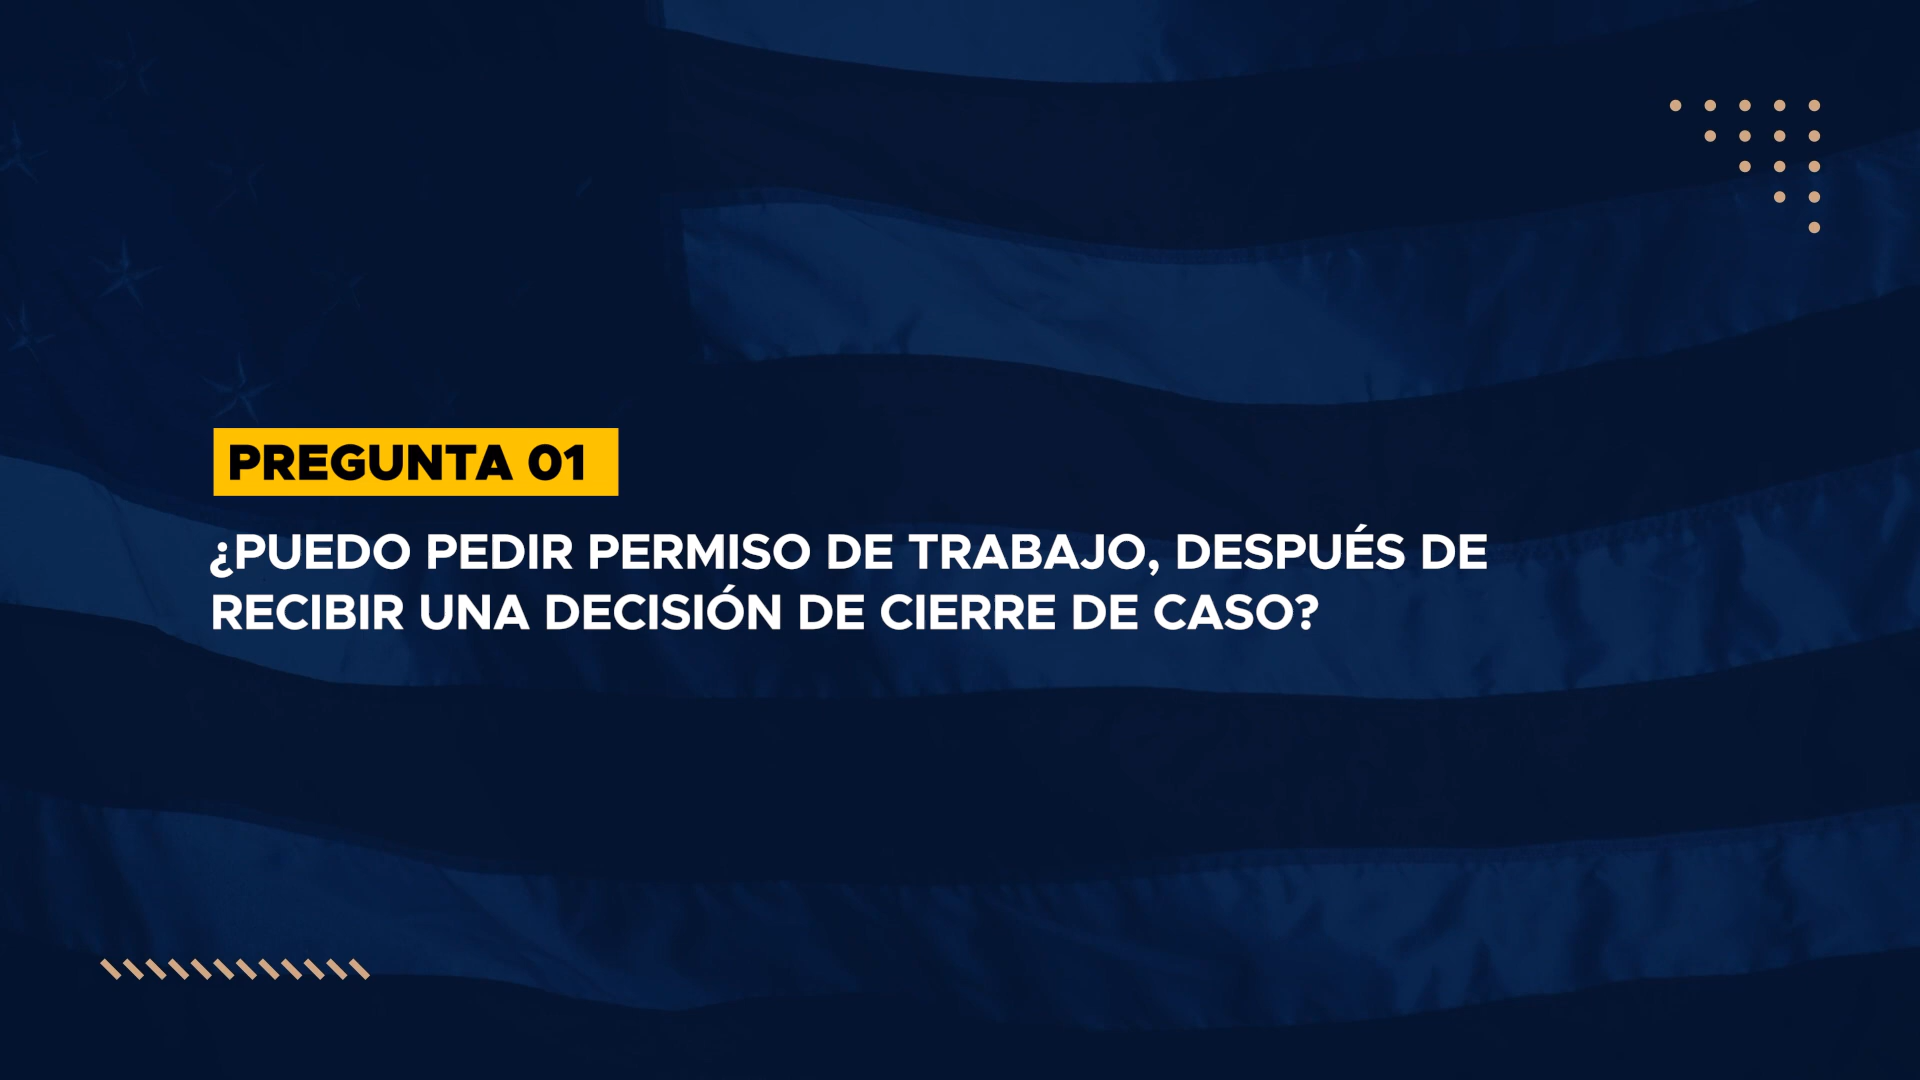 PREGUNTA 01
¿PUEDO PEDIR PERMISO DE TRABAJO, DESPUÉS DE
RECIBIR UNA DECISIÓN DE CIERRE DE CASO?